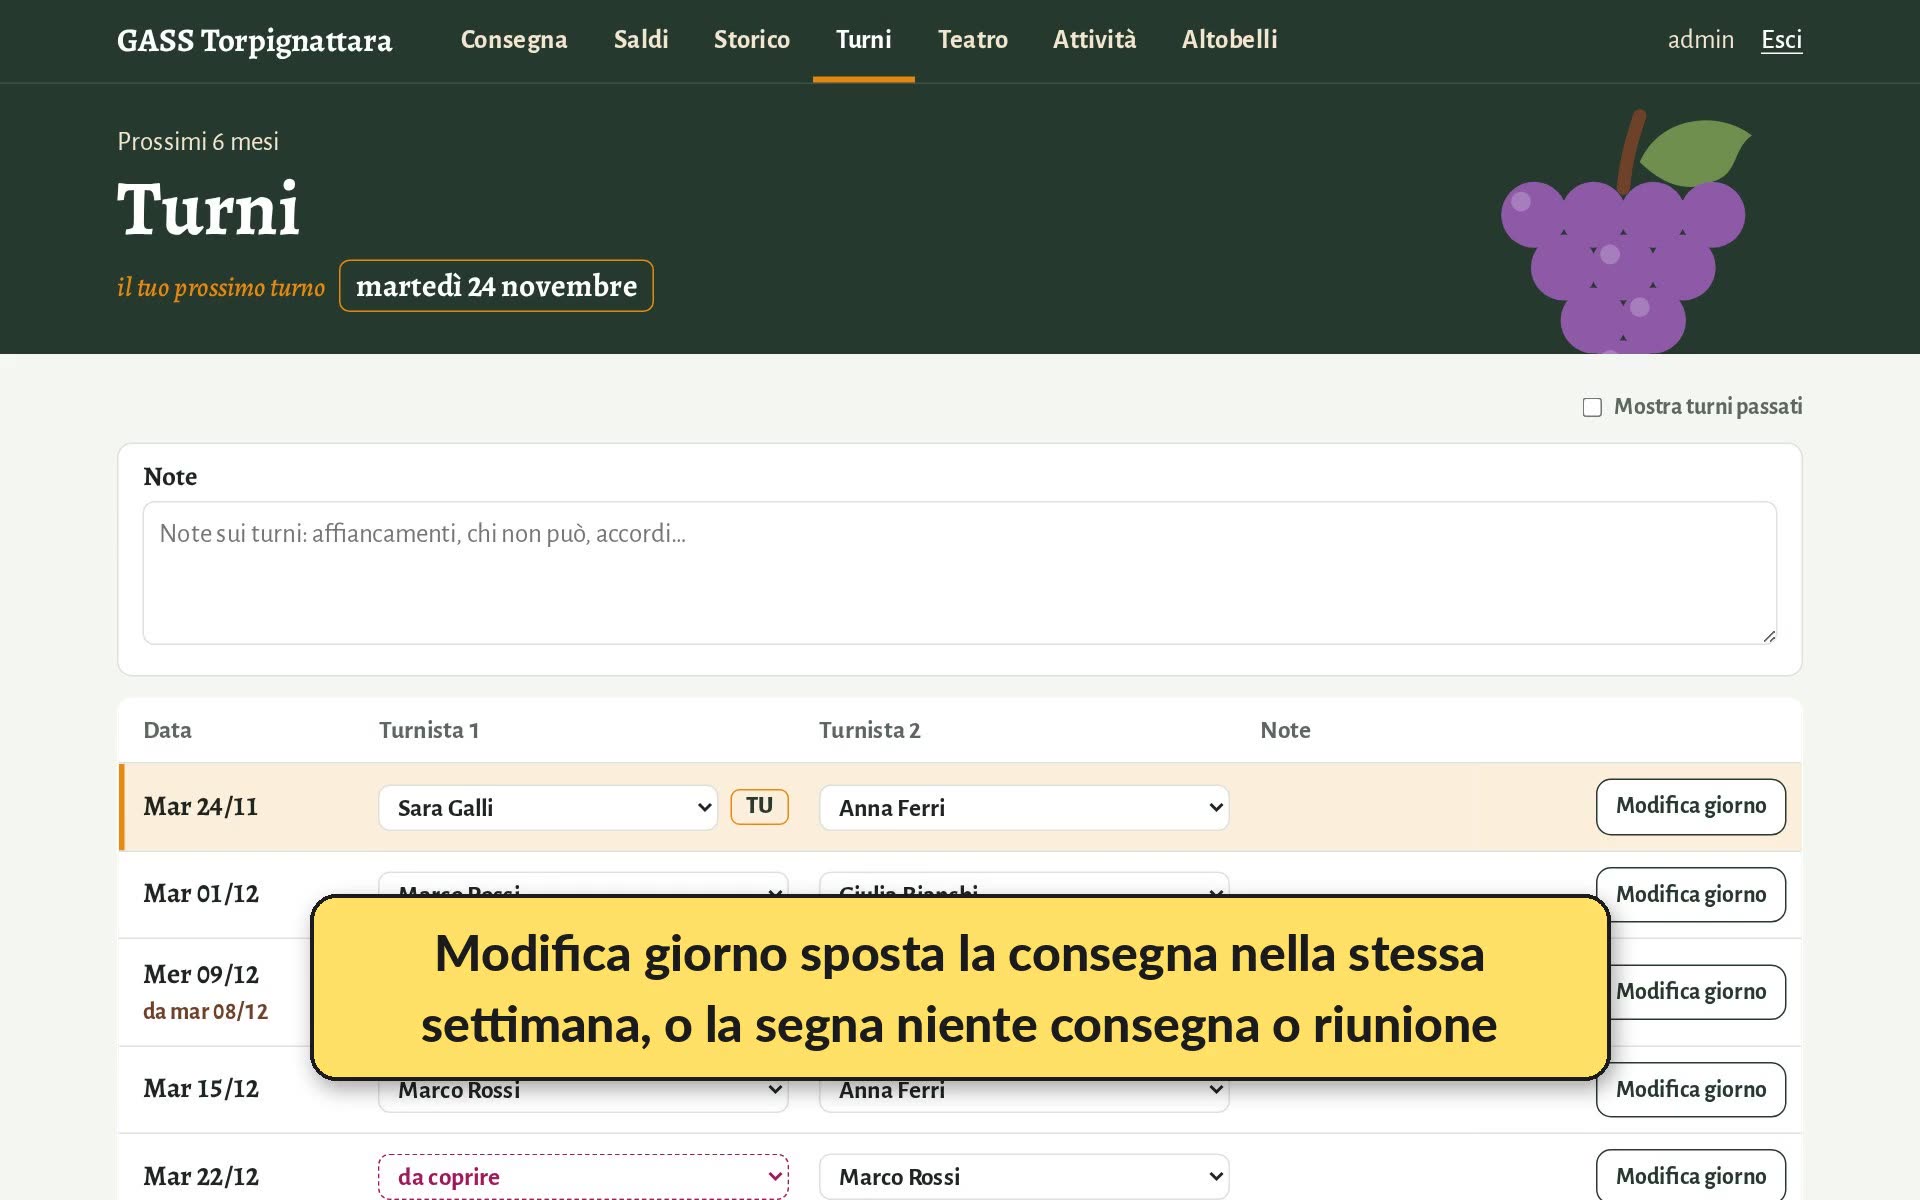 GASS Torpignattara
Consegna Saldi Storico Turni Teatro Attività Altobelli
admin Esci
Prossimi 6 mesi
Turni
il tuo prossimo turno martedì 24 novembre
Mostra turni passati
Note
Note sui turni: affiancamenti, chi non può, accordi...
Data Turnista 1 Turnista 2 Note
Mar 24/11 Sara Galli TU Anna Ferri Modifica giorno
Mar 01/12 Marco Rossi Giulia Bianchi Modifica giorno
Modifica giorno sposta la consegna nella stessa
settimana, o la segna niente consegna o riunione
Mer 09/12 Modifica giorno
da mar 08/12
Mar 15/12 Marco Rossi Anna Ferri Modifica giorno
Mar 22/12 da coprire Marco Rossi Modifica giorno